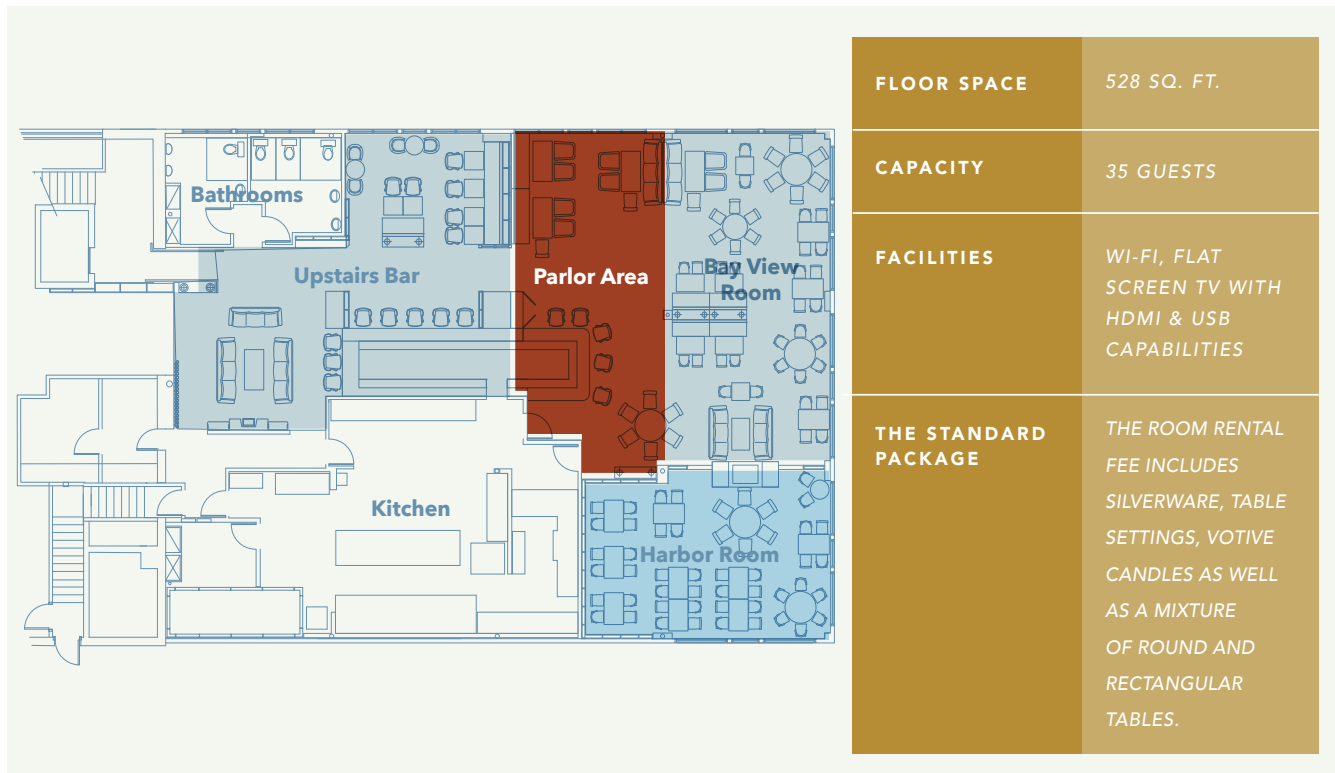 Bathrooms
Upstairs Bar
Parlor Area
Bay View
Room
Kitchen
Harbor Room
FLOOR SPACE
528 SQ. FT.
CAPACITY
35 GUESTS
FACILITIES
WI-FI, FLAT
SCREEN TV WITH
HDMI & USB
CAPABILITIES
THE STANDARD
PACKAGE
THE ROOM RENTAL
FEE INCLUDES
SILVERWARE, TABLE
SETTINGS, VOTIVE
CANDLES AS WELL
AS A MIXTURE
OF ROUND AND
RECTANGULAR
TABLES.